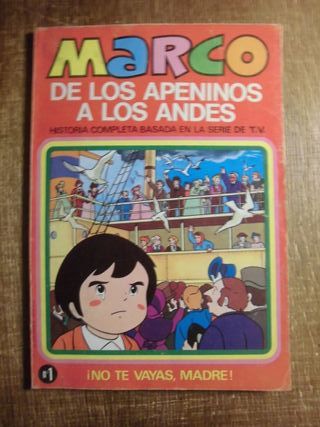 MARCO
DE LOS APENINOS
A LOS ANDES
HISTORIA COMPLETA BASADA EN LA SERIE DE T.V.
#1
¡NO TE VAYAS, MADRE!